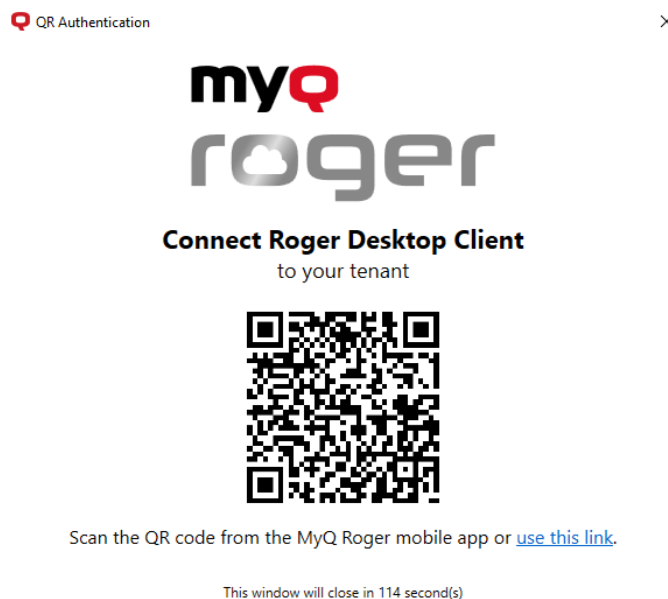 QR Authentication
myQ
roger
Connect Roger Desktop Client
to your tenant
Scan the QR code from the MyQ Roger mobile app or use this link.
This window will close in 114 second(s)